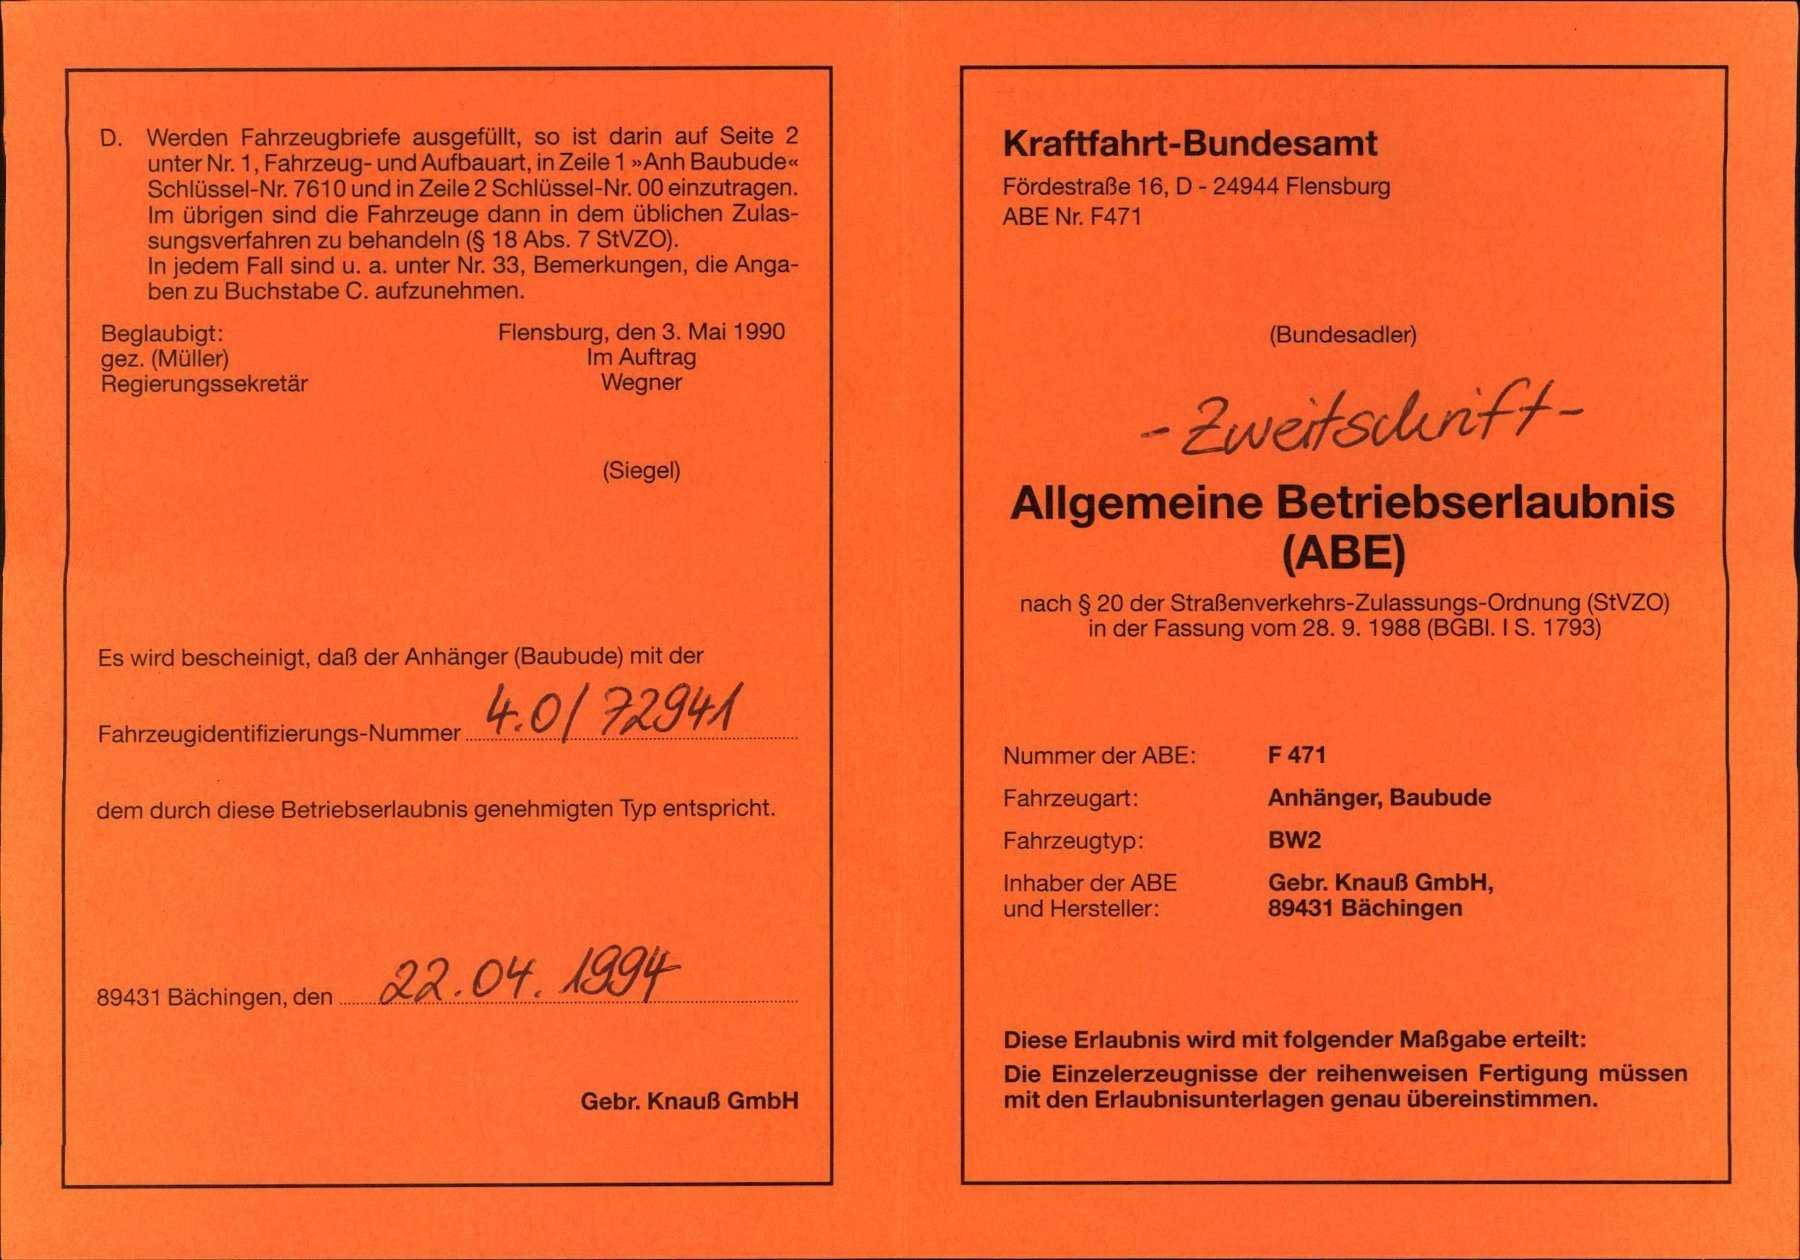 D. Werden Fahrzeugbriefe ausgefüllt, so ist darin auf Seite 2
unter Nr. 1, Fahrzeug- und Aufbauart, in Zeile 1 »Anh Baubude«
Schlüssel-Nr. 7610 und in Zeile 2 Schlüssel-Nr. 00 einzutragen.
Im übrigen sind die Fahrzeuge dann in dem üblichen Zulas-
sungsverfahren zu behandeln (§ 18 Abs. 7 StVZO).
In jedem Fall sind u. a. unter Nr. 33, Bemerkungen, die Anga-
ben zu Buchstabe C. aufzunehmen.
Beglaubigt: Flensburg, den 3. Mai 1990
gez. (Müller) Im Auftrag
Regierungssekretär Wegner
(Siegel)
Es wird bescheinigt, daß der Anhänger (Baubude) mit der
Fahrzeugidentifizierungs-Nummer 4.0/72941
dem durch diese Betriebserlaubnis genehmigten Typ entspricht.
89431 Bächingen, den 22.04.1994
Gebr. Knauß GmbH
Kraftfahrt-Bundesamt
Fördestraße 16, D - 24944 Flensburg
ABE Nr. F471
(Bundesadler)
- Zweitschrift -
Allgemeine Betriebserlaubnis
(ABE)
nach § 20 der Straßenverkehrs-Zulassungs-Ordnung (StVZO)
in der Fassung vom 28. 9. 1988 (BGBl. I S. 1793)
Nummer der ABE: F 471
Fahrzeugart: Anhänger, Baubude
Fahrzeugtyp: BW2
Inhaber der ABE Gebr. Knauß GmbH,
und Hersteller: 89431 Bächingen
Diese Erlaubnis wird mit folgender Maßgabe erteilt:
Die Einzelerzeugnisse der reihenweisen Fertigung müssen
mit den Erlaubnisunterlagen genau übereinstimmen.